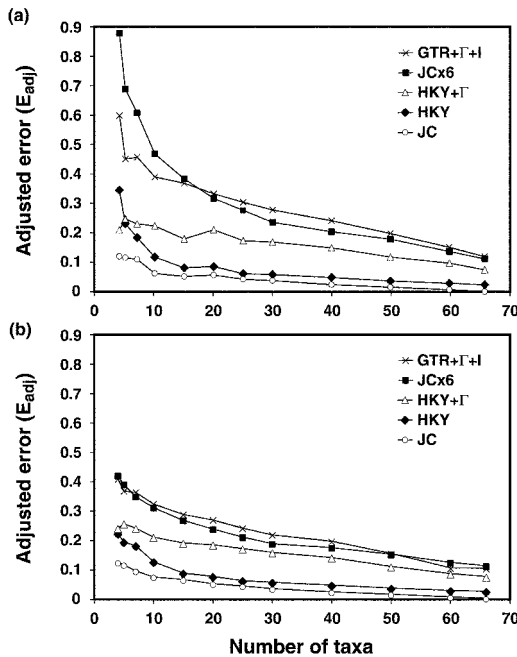 (a)
Adjusted error (Eadj)
0.9
0.8
0.7
0.6
0.5
0.4
0.3
0.2
0.1
0
0 10 20 30 40 50 60 70
GTR+Γ+I
JCx6
HKY+Γ
HKY
JC
(b)
Adjusted error (Eadj)
0.9
0.8
0.7
0.6
0.5
0.4
0.3
0.2
0.1
0
0 10 20 30 40 50 60 70
GTR+Γ+I
JCx6
HKY+Γ
HKY
JC
Number of taxa